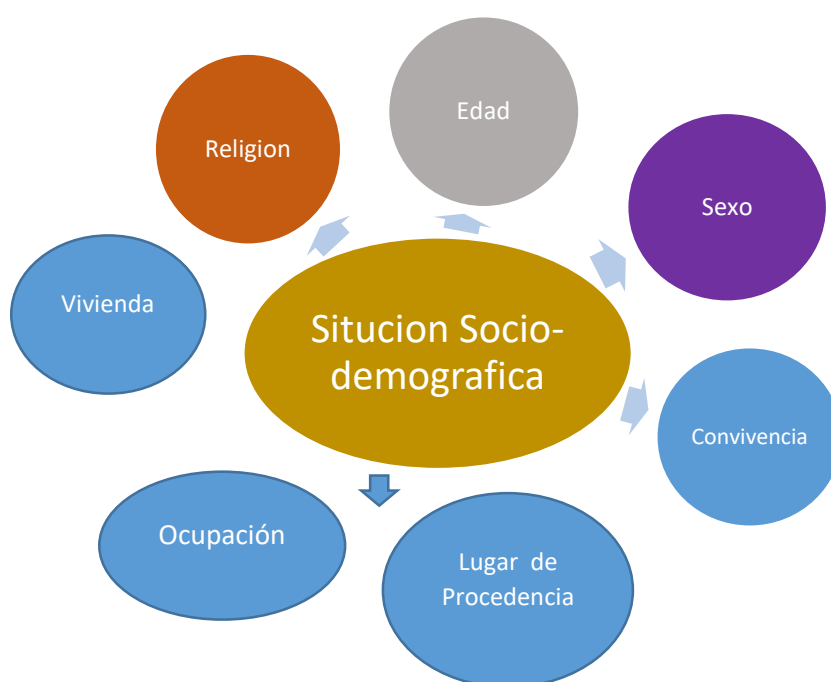 Edad
Religion
Sexo
Vivienda
Situcion Socio-
demografica
Convivencia
Ocupación
Lugar de
Procedencia